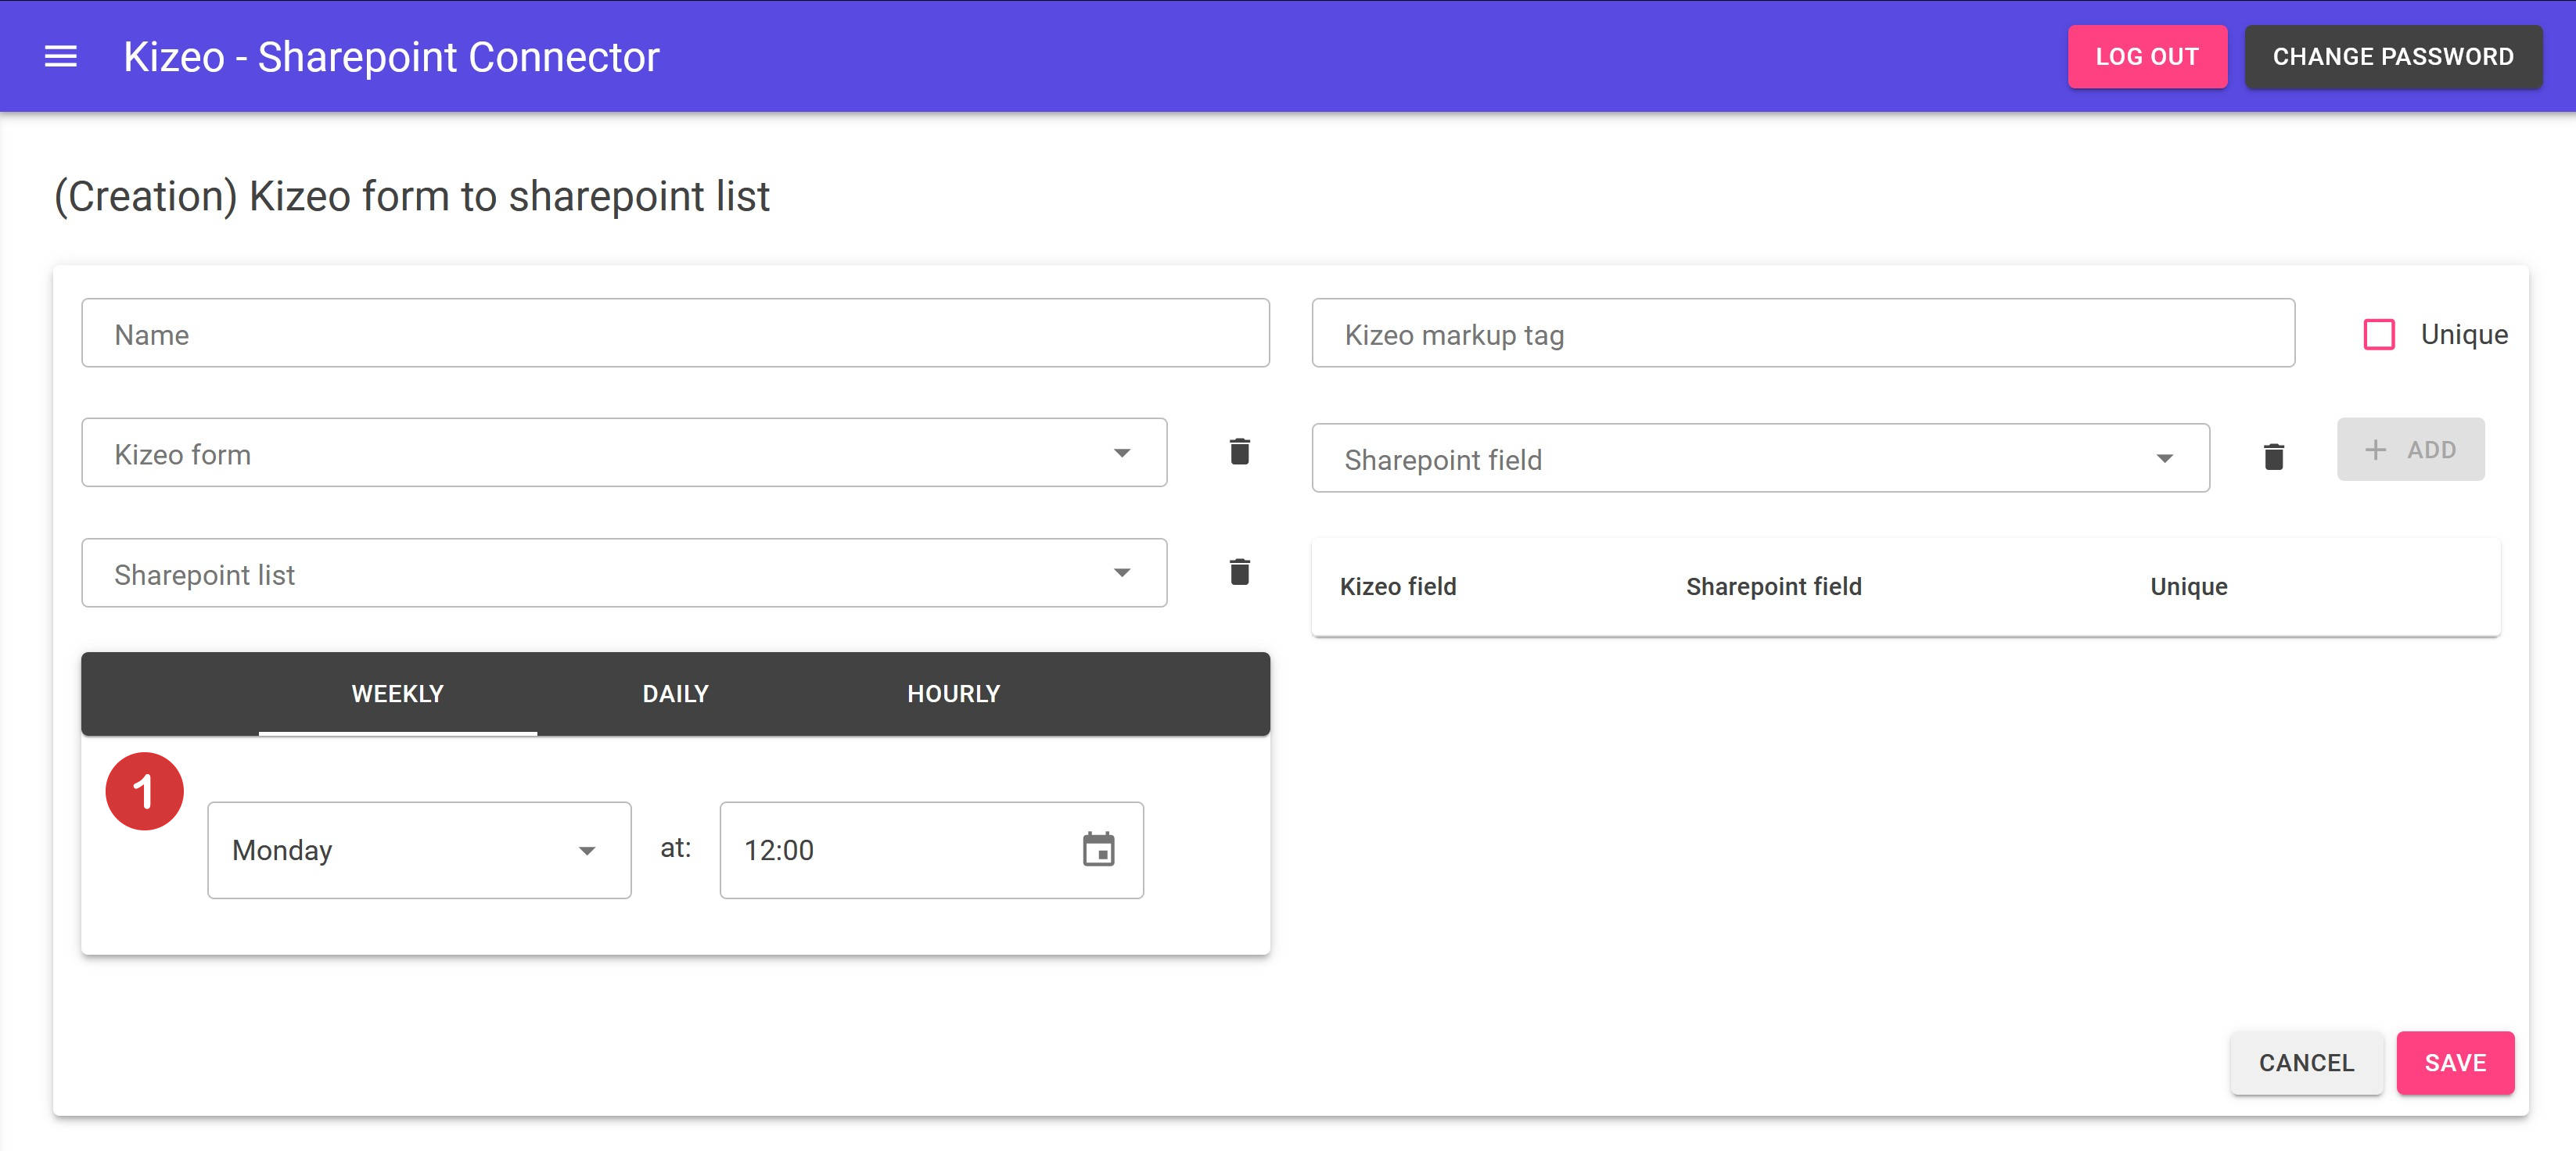 Kizeo - Sharepoint Connector
LOG OUT
CHANGE PASSWORD
(Creation) Kizeo form to sharepoint list
Name
Kizeo markup tag
Unique
Kizeo form
Sharepoint field
ADD
Sharepoint list
Kizeo field
Sharepoint field
Unique
WEEKLY
DAILY
HOURLY
1
Monday
at:
12:00
CANCEL
SAVE